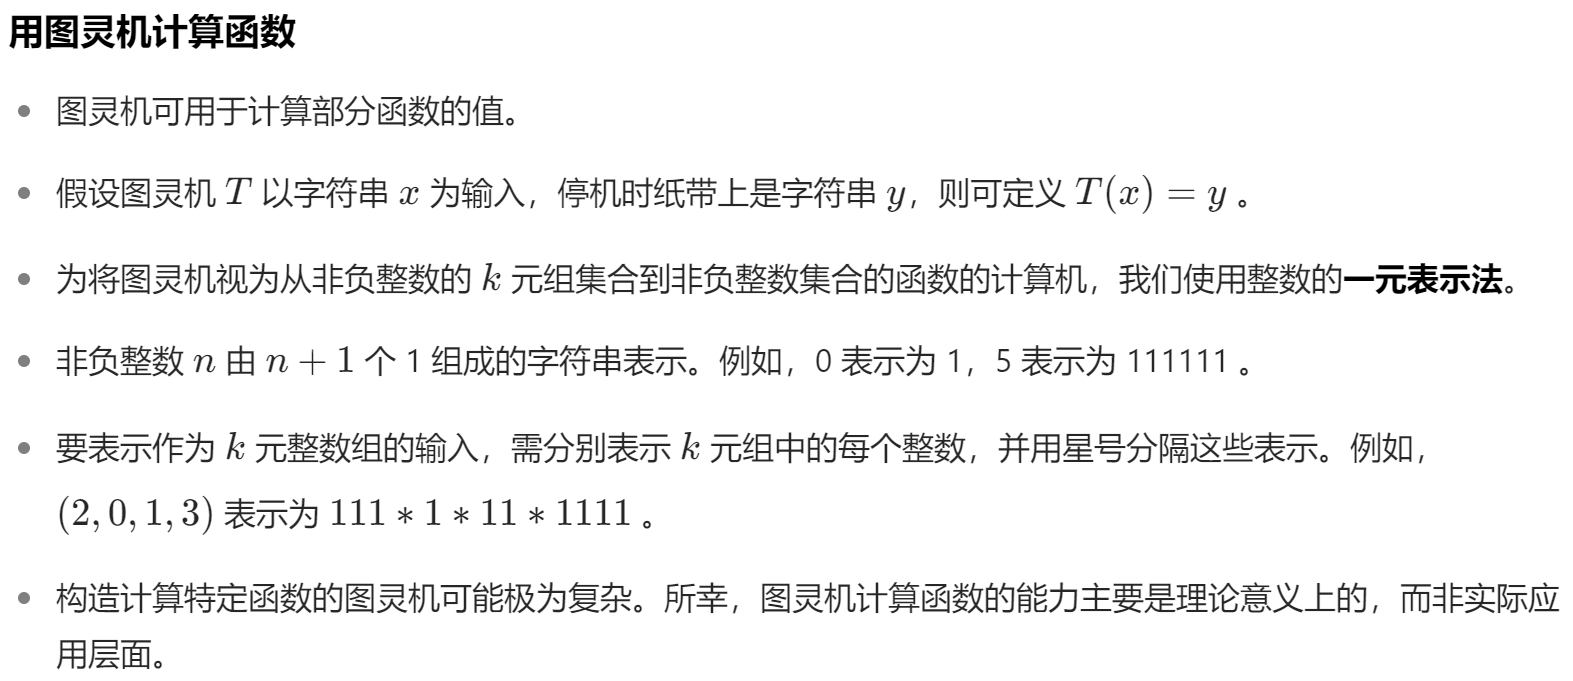 用图灵机计算函数
• 图灵机可用于计算部分函数的值。
• 假设图灵机 T 以字符串 x 为输入，停机时纸带上是字符串 y，则可定义 T(x) = y 。
• 为将图灵机视为从非负整数的 k 元组集合到非负整数集合的函数的计算机，我们使用整数的一元表示法。
• 非负整数 n 由 n + 1 个 1 组成的字符串表示。例如，0 表示为 1，5 表示为 111111 。
• 要表示作为 k 元整数组的输入，需分别表示 k 元组中的每个整数，并用星号分隔这些表示。例如，
(2, 0, 1, 3) 表示为 111 ∗ 1 ∗ 11 ∗ 1111 。
• 构造计算特定函数的图灵机可能极为复杂。所幸，图灵机计算函数的能力主要是理论意义上的，而非实际应
用层面。